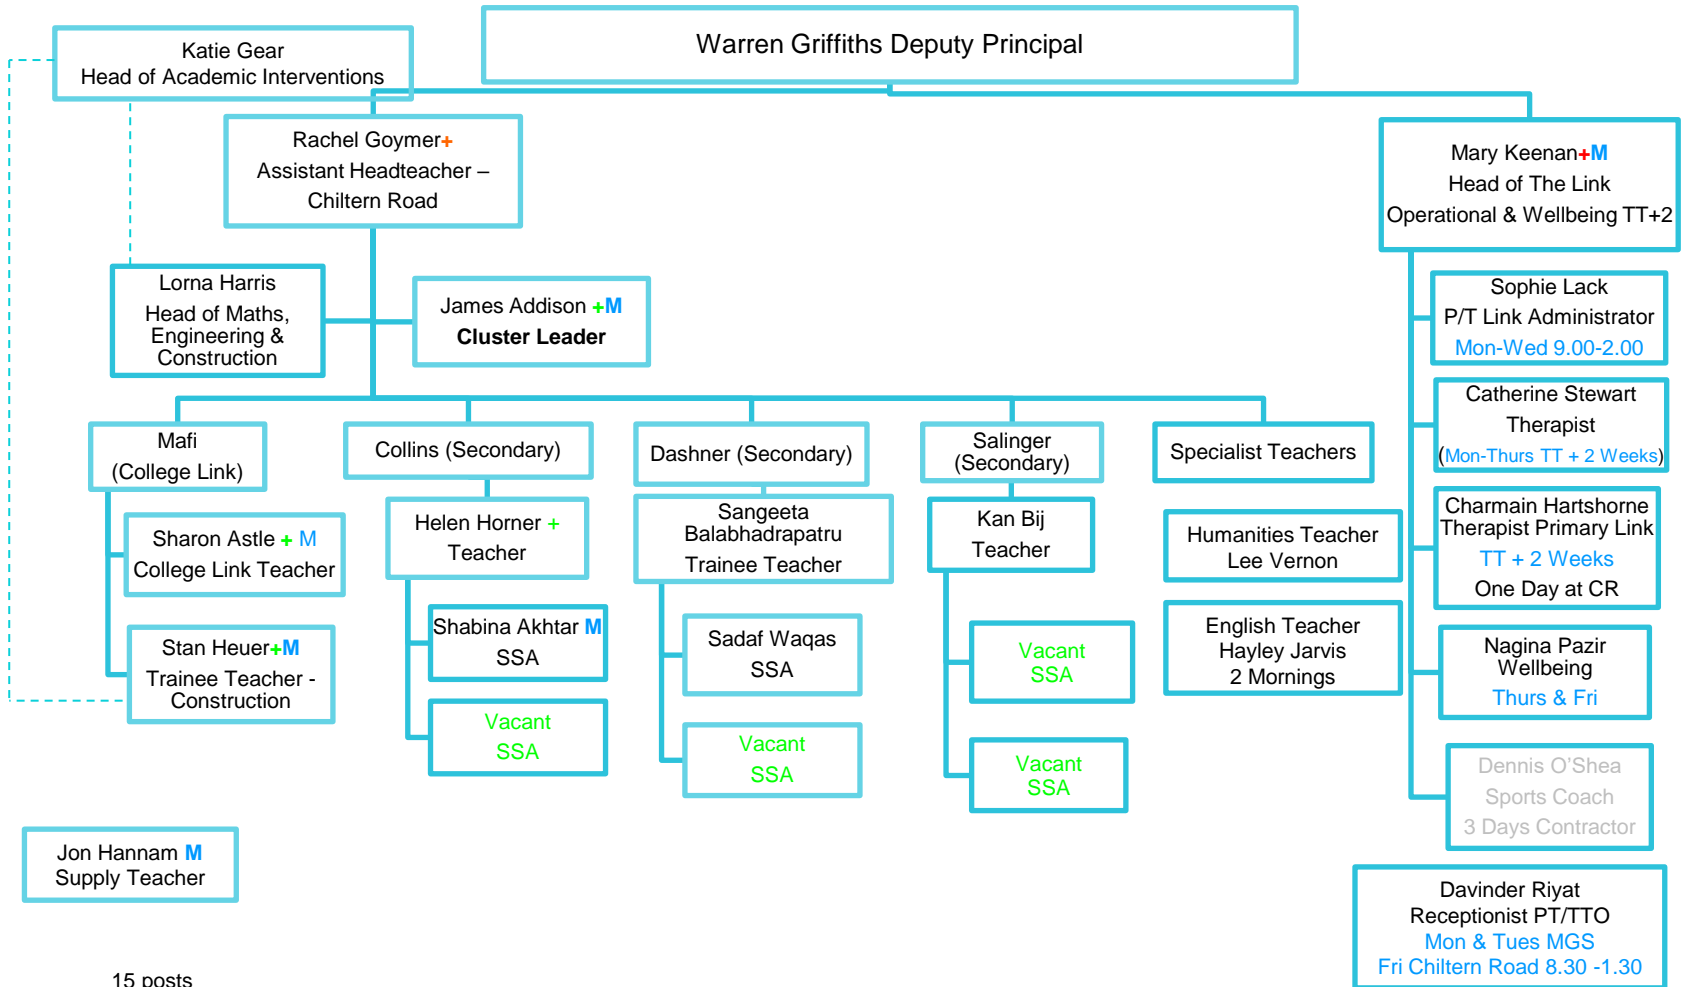 Katie Gear
Head of Academic Interventions
Warren Griffiths Deputy Principal
Rachel Goymer+
Assistant Headteacher –
Chiltern Road
Mary Keenan+M
Head of The Link
Operational & Wellbeing TT+2
Lorna Harris
Head of Maths,
Engineering &
Construction
James Addison +M
Cluster Leader
Sophie Lack
P/T Link Administrator
Mon-Wed 9.00-2.00
Catherine Stewart
Therapist
(Mon-Thurs TT + 2 Weeks)
Mafi
(College Link)
Collins (Secondary)
Dashner (Secondary)
Salinger
(Secondary)
Specialist Teachers
Sharon Astle + M
College Link Teacher
Stan Heuer+M
Trainee Teacher -
Construction
Helen Horner +
Teacher
Shabina Akhtar M
SSA
Vacant
SSA
Sangeeta
Balabhadrapatru
Trainee Teacher
Sadaf Waqas
SSA
Vacant
SSA
Kan Bij
Teacher
Vacant
SSA
Vacant
SSA
Humanities Teacher
Lee Vernon
English Teacher
Hayley Jarvis
2 Mornings
Charmain Hartshorne
Therapist Primary Link
TT + 2 Weeks
One Day at CR
Nagina Pazir
Wellbeing
Thurs & Fri
Dennis O'Shea
Sports Coach
3 Days Contractor
Jon Hannam M
Supply Teacher
Davinder Riyat
Receptionist PT/TTO
Mon & Tues MGS
Fri Chiltern Road 8.30 -1.30
15 posts